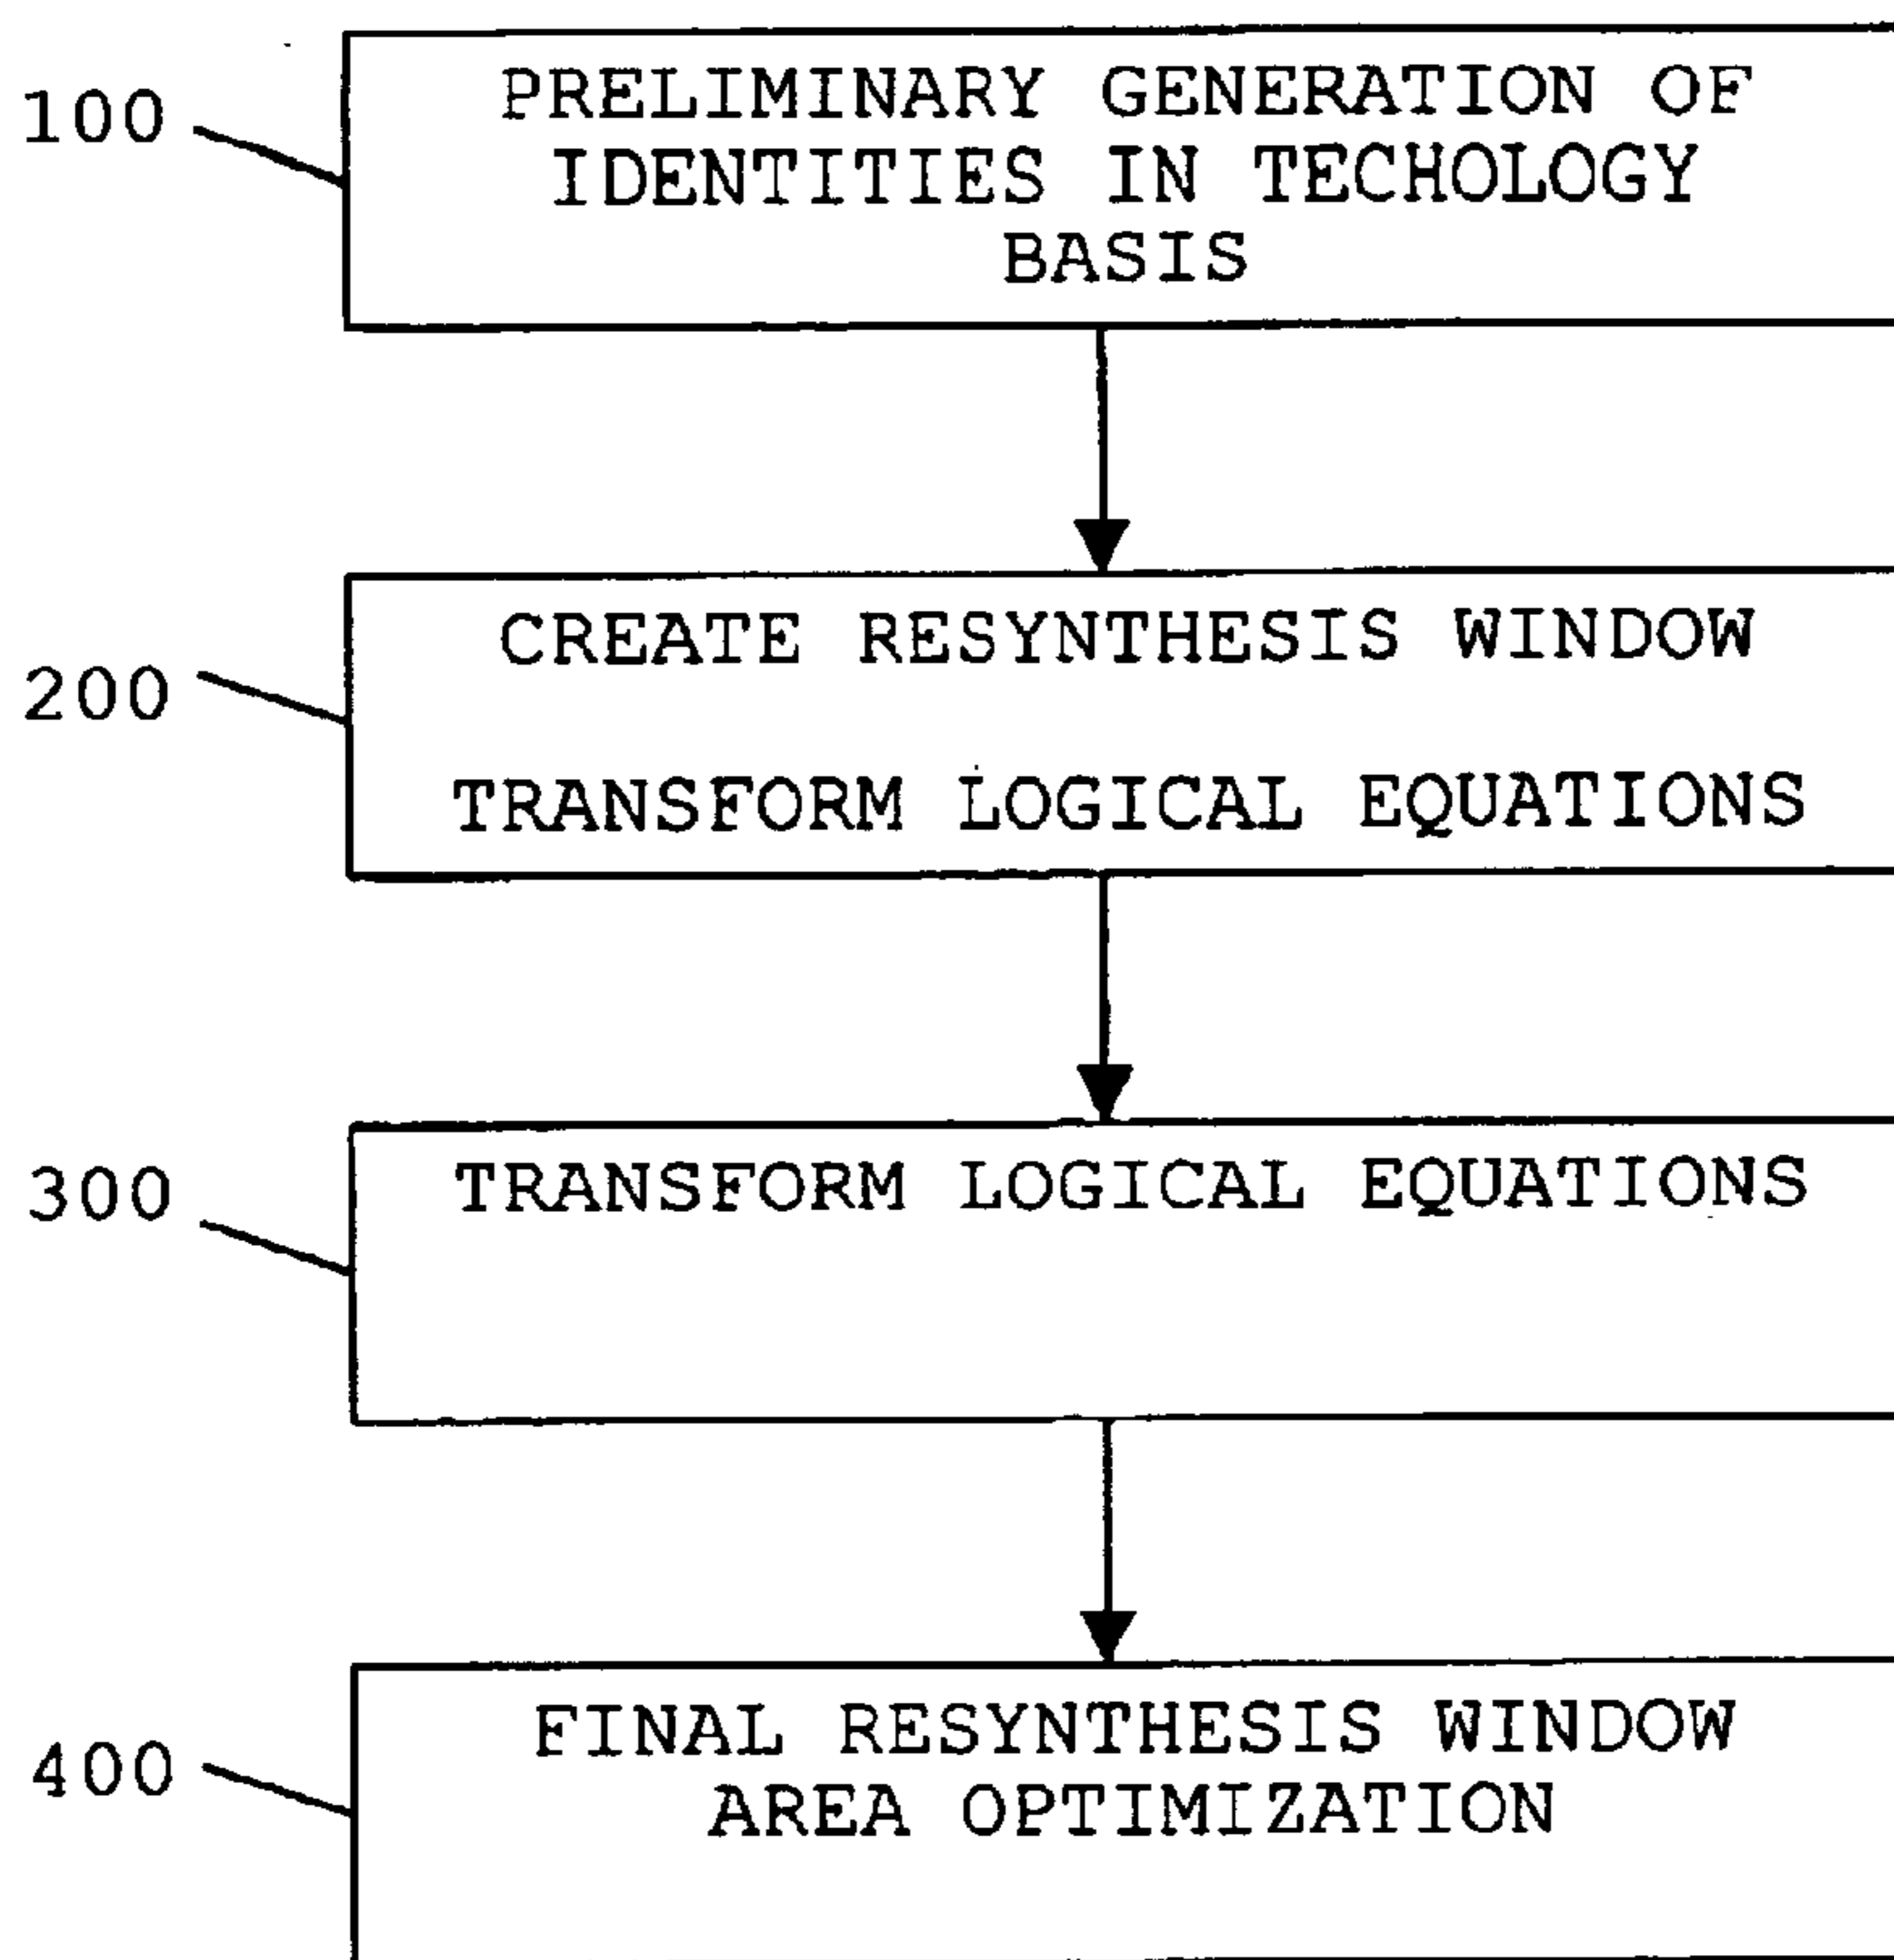 100
PRELIMINARY GENERATION OF
IDENTITIES IN TECHOLOGY
BASIS
200
CREATE RESYNTHESIS WINDOW
TRANSFORM LOGICAL EQUATIONS
300
TRANSFORM LOGICAL EQUATIONS
400
FINAL RESYNTHESIS WINDOW
AREA OPTIMIZATION